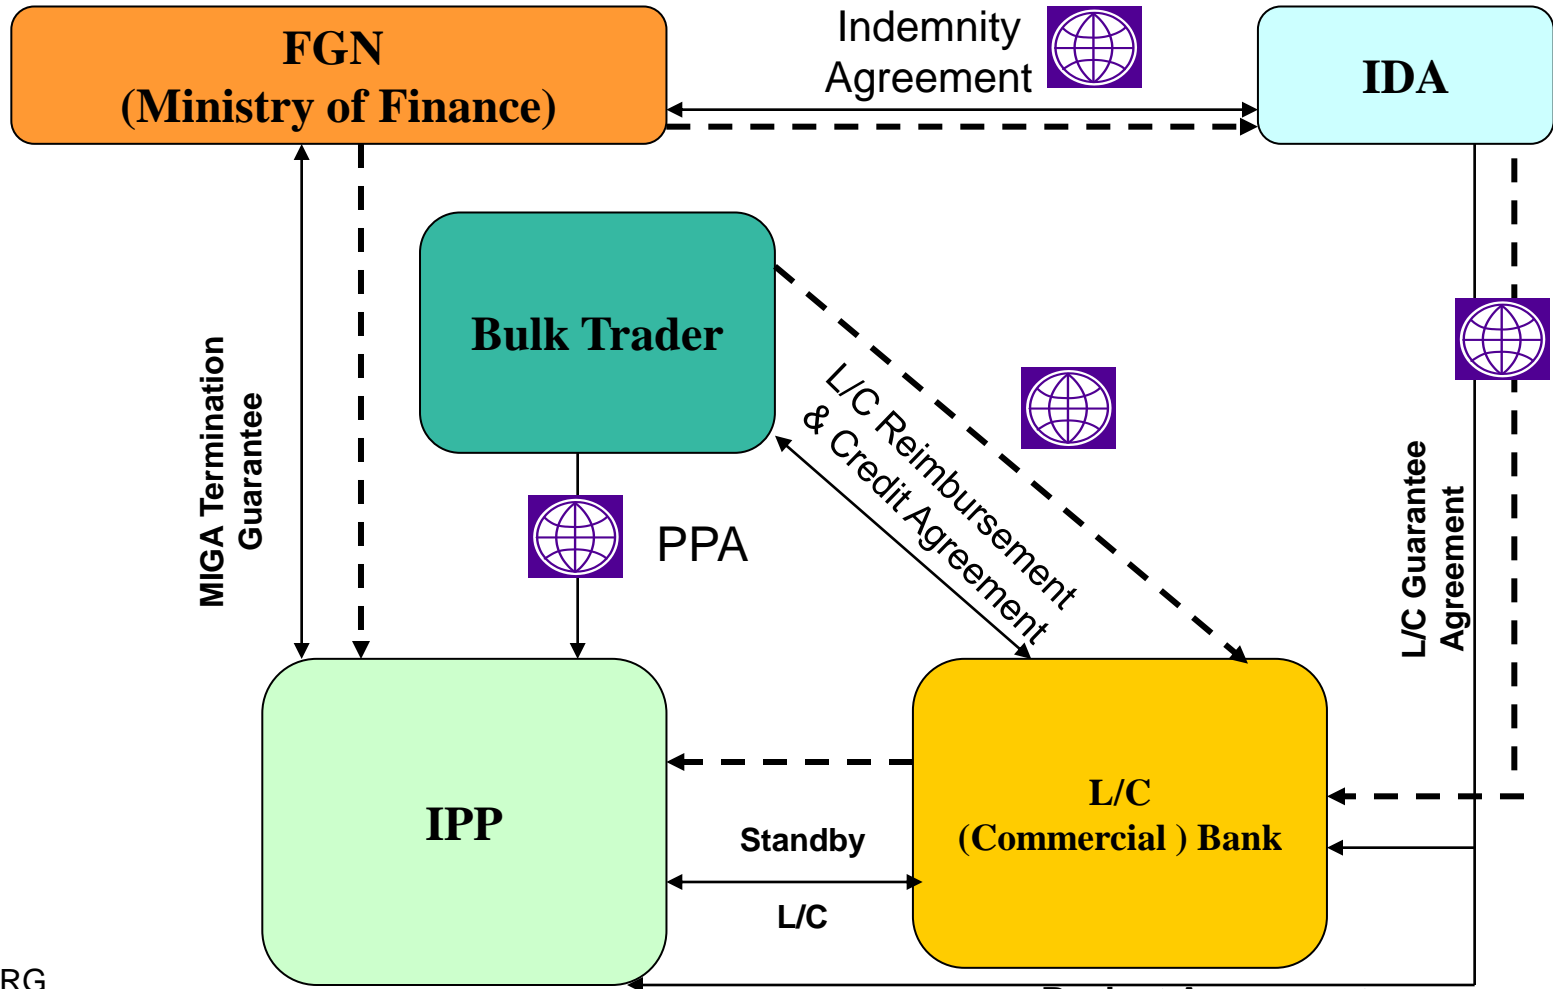 FGN
(Ministry of Finance)
Indemnity
Agreement
IDA
Bulk Trader
MIGA Termination
Guarantee
L/C Reimbursement
& Credit Agreement
L/C Guarantee
Agreement
PPA
IPP
Standby
L/C
L/C
(Commercial ) Bank
RG